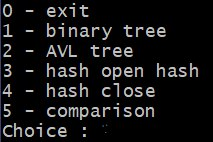 0 - exit
1 - binary tree
2 - AVL tree
3 - hash open hash
4 - hash close
5 - comparison
Choice :